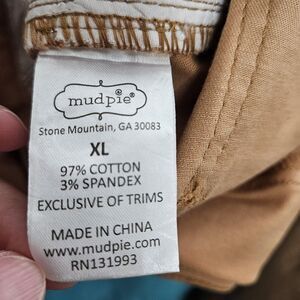 mudpie®
Stone Mountain, GA 30083
XL
97% COTTON
3% SPANDEX
EXCLUSIVE OF TRIMS
MADE IN CHINA
www.mudpie.com
RN131993